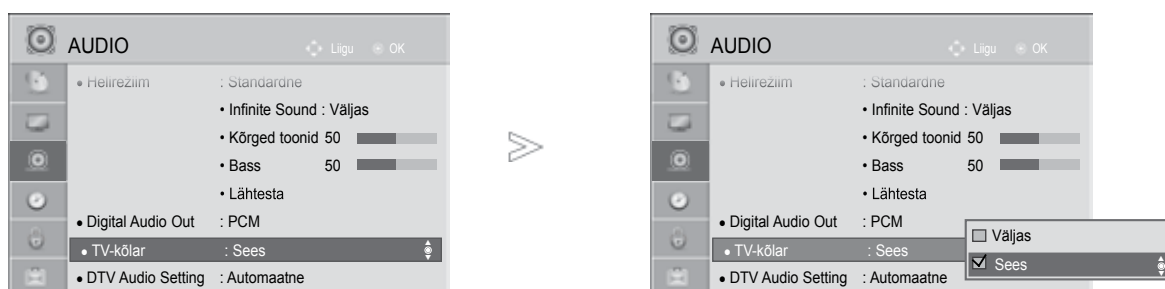 AUDIO
Liigu OK
• Helirežiim : Standardne
• Infinite Sound : Väljas
• Kõrged toonid 50
• Bass 50
• Lähtesta
• Digital Audio Out : PCM
• TV-kõlar : Sees
• DTV Audio Setting : Automaatne
AUDIO
Liigu OK
• Helirežiim : Standardne
• Infinite Sound : Väljas
• Kõrged toonid 50
• Bass 50
• Lähtesta
• Digital Audio Out : PCM
• TV-kõlar : Sees
• DTV Audio Setting : Automaatne
Väljas
Sees